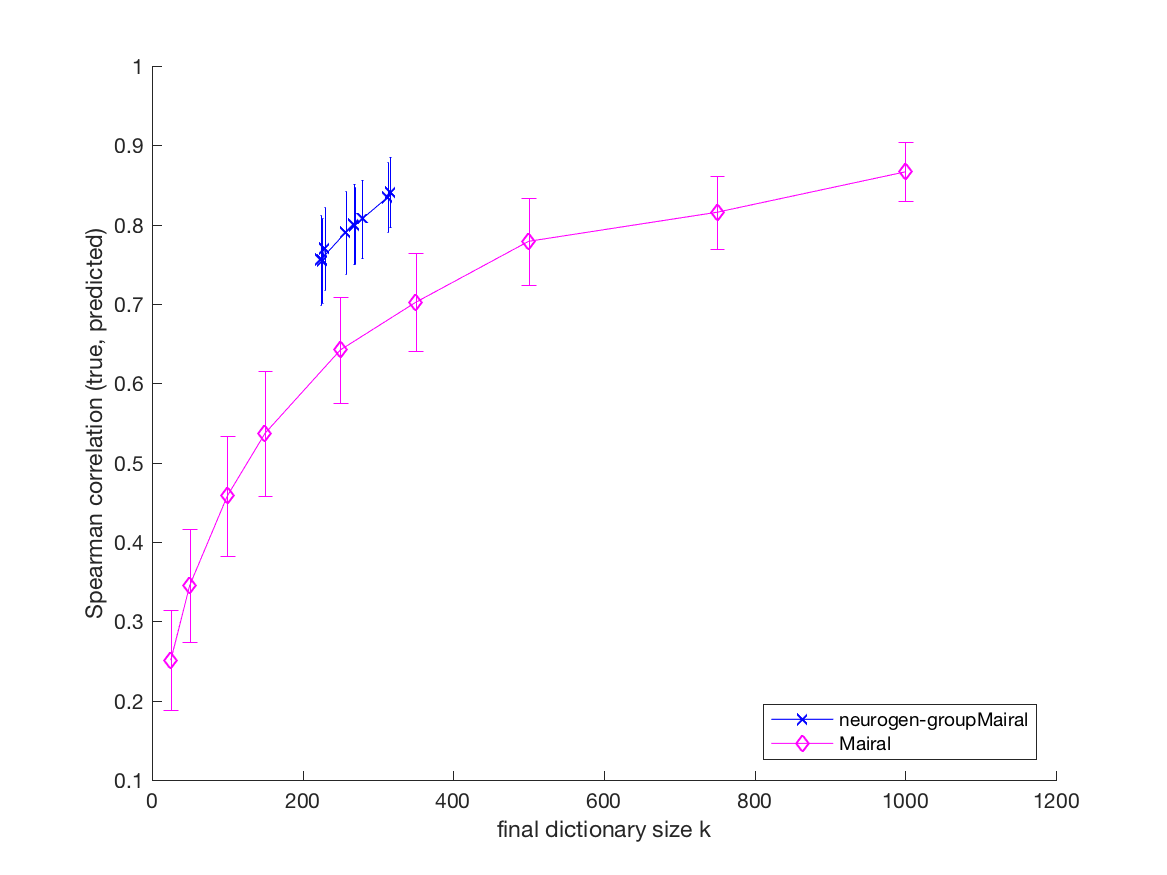 1
0.9
0.8
0.7
0.6
0.5
0.4
0.3
0.2
0.1
Spearman correlation (true, predicted)
neurogen-groupMairal
Mairal
0 200 400 600 800 1000 1200
final dictionary size k